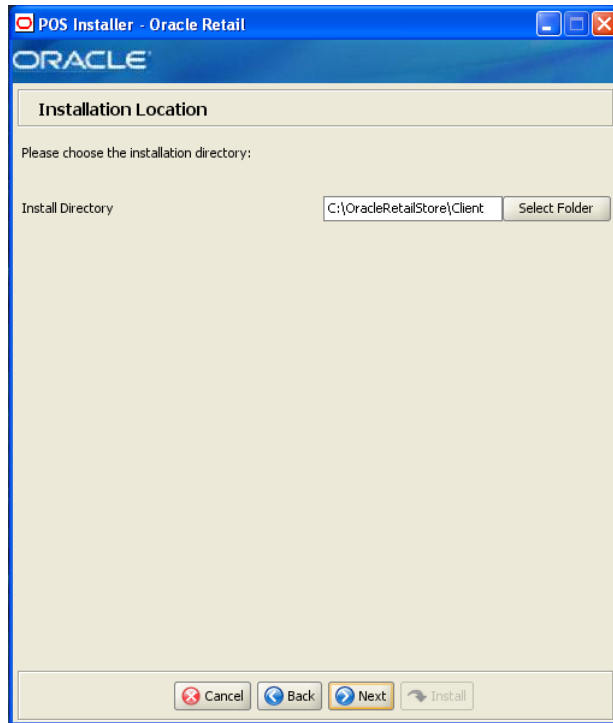 POS Installer - Oracle Retail
ORACLE
Installation Location
Please choose the installation directory:
Install Directory C:\OracleRetailStore\Client Select Folder
Cancel Back Next Install